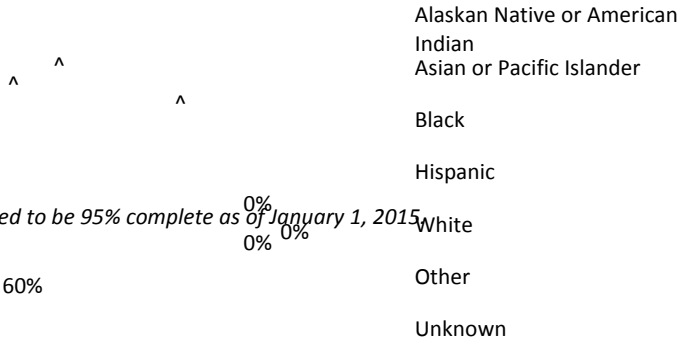 Alaskan Native or American
Indian
^
Asian or Pacific Islander
^
^
Black
Hispanic
0%
ed to be 95% complete as of January 1, 2015.
White
0%
0%
60%
Other
Unknown